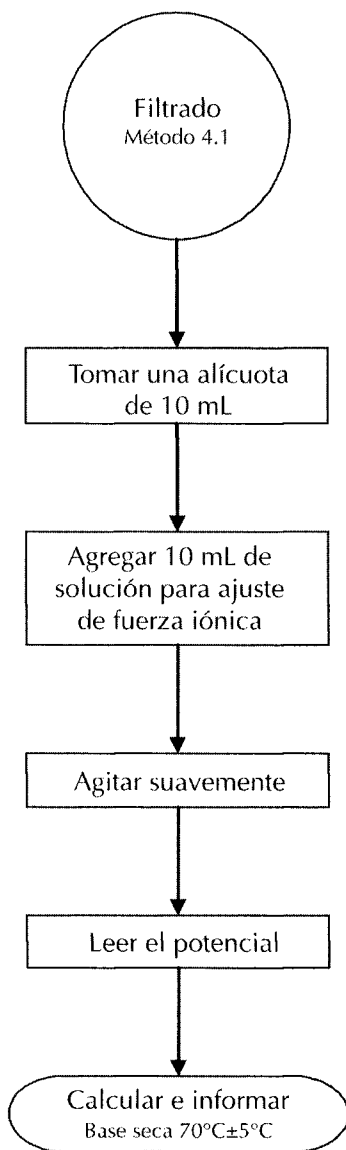 Filtrado
Método 4.1
Tomar una alícuota
de 10 mL
Agregar 10 mL de
solución para ajuste
de fuerza iónica
Agitar suavemente
Leer el potencial
Calcular e informar
Base seca 70°C±5°C